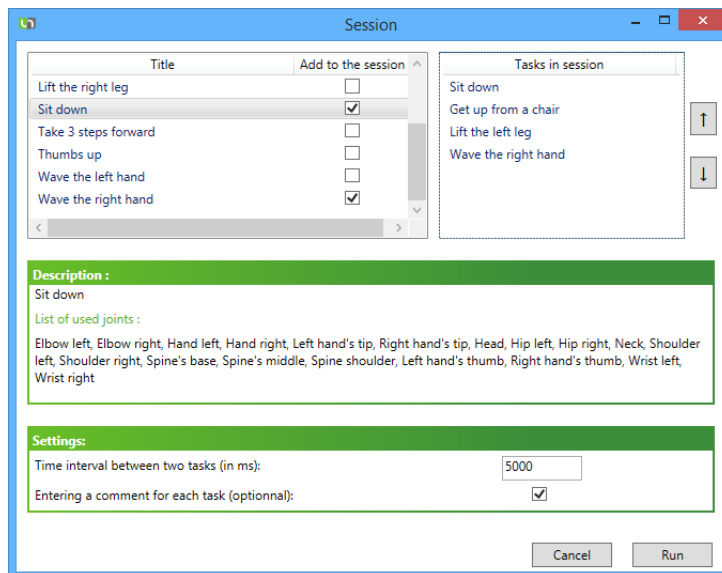 Session
Title Add to the session
Lift the right leg
Sit down
Take 3 steps forward
Thumbs up
Wave the left hand
Wave the right hand
Tasks in session
Sit down
Get up from a chair
Lift the left leg
Wave the right hand
↑
↓
Description :
Sit down
List of used joints :
Elbow left, Elbow right, Hand left, Hand right, Left hand's tip, Right hand's tip, Head, Hip left, Hip right, Neck, Shoulder
left, Shoulder right, Spine's base, Spine's middle, Spine shoulder, Left hand's thumb, Right hand's thumb, Wrist left,
Wrist right
Settings:
Time interval between two tasks (in ms): 5000
Entering a comment for each task (optionnal):
Cancel Run